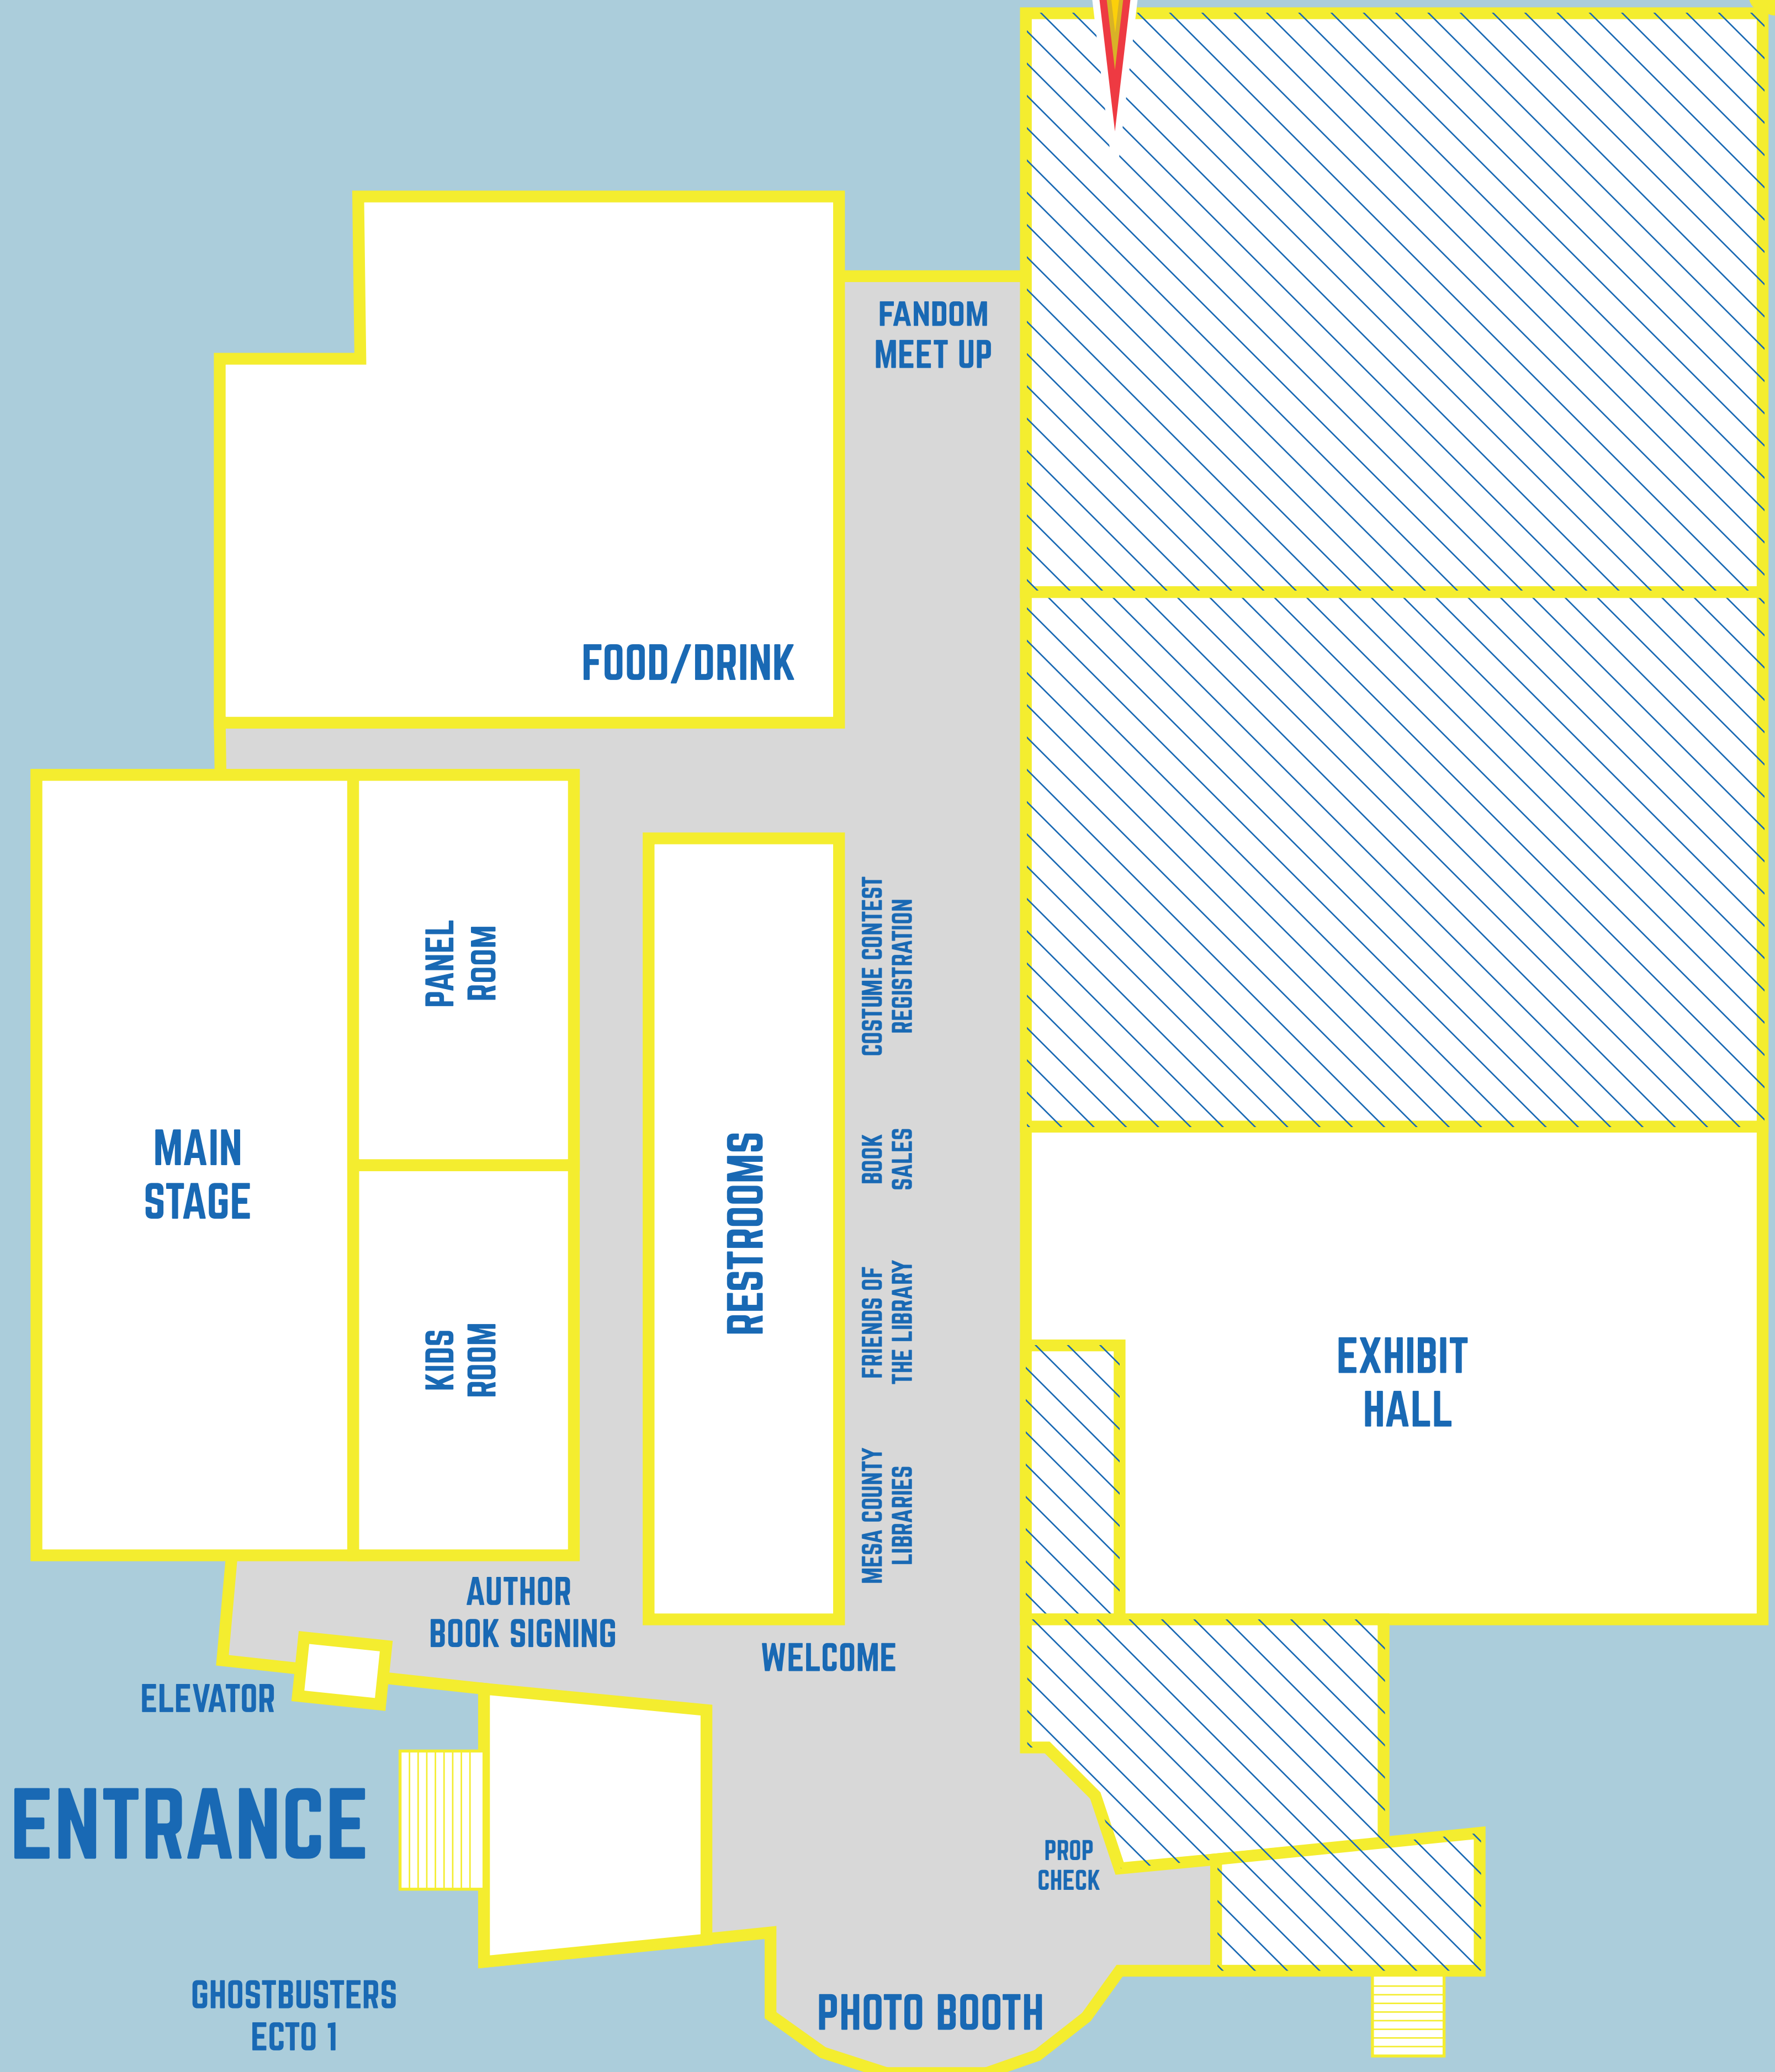 FANDOM
MEET UP
FOOD/DRINK
PANEL
ROOM
COSTUME CONTEST
REGISTRATION
MAIN
STAGE
RESTROOMS
BOOK
SALES
KIDS
ROOM
FRIENDS OF
THE LIBRARY
EXHIBIT
HALL
MESA COUNTY
LIBRARIES
AUTHOR
BOOK SIGNING
WELCOME
ELEVATOR
ENTRANCE
PROP
CHECK
GHOSTBUSTERS
ECTO 1
PHOTO BOOTH